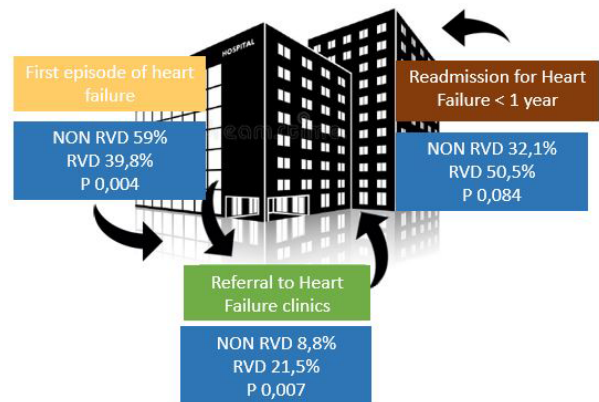 HOSPITAL
First episode of heart
failure
NON RVD 59%
RVD 39,8%
P 0,004
Readmission for Heart
Failure < 1 year
NON RVD 32,1%
RVD 50,5%
P 0,084
Referral to Heart
Failure clinics
NON RVD 8,8%
RVD 21,5%
P 0,007